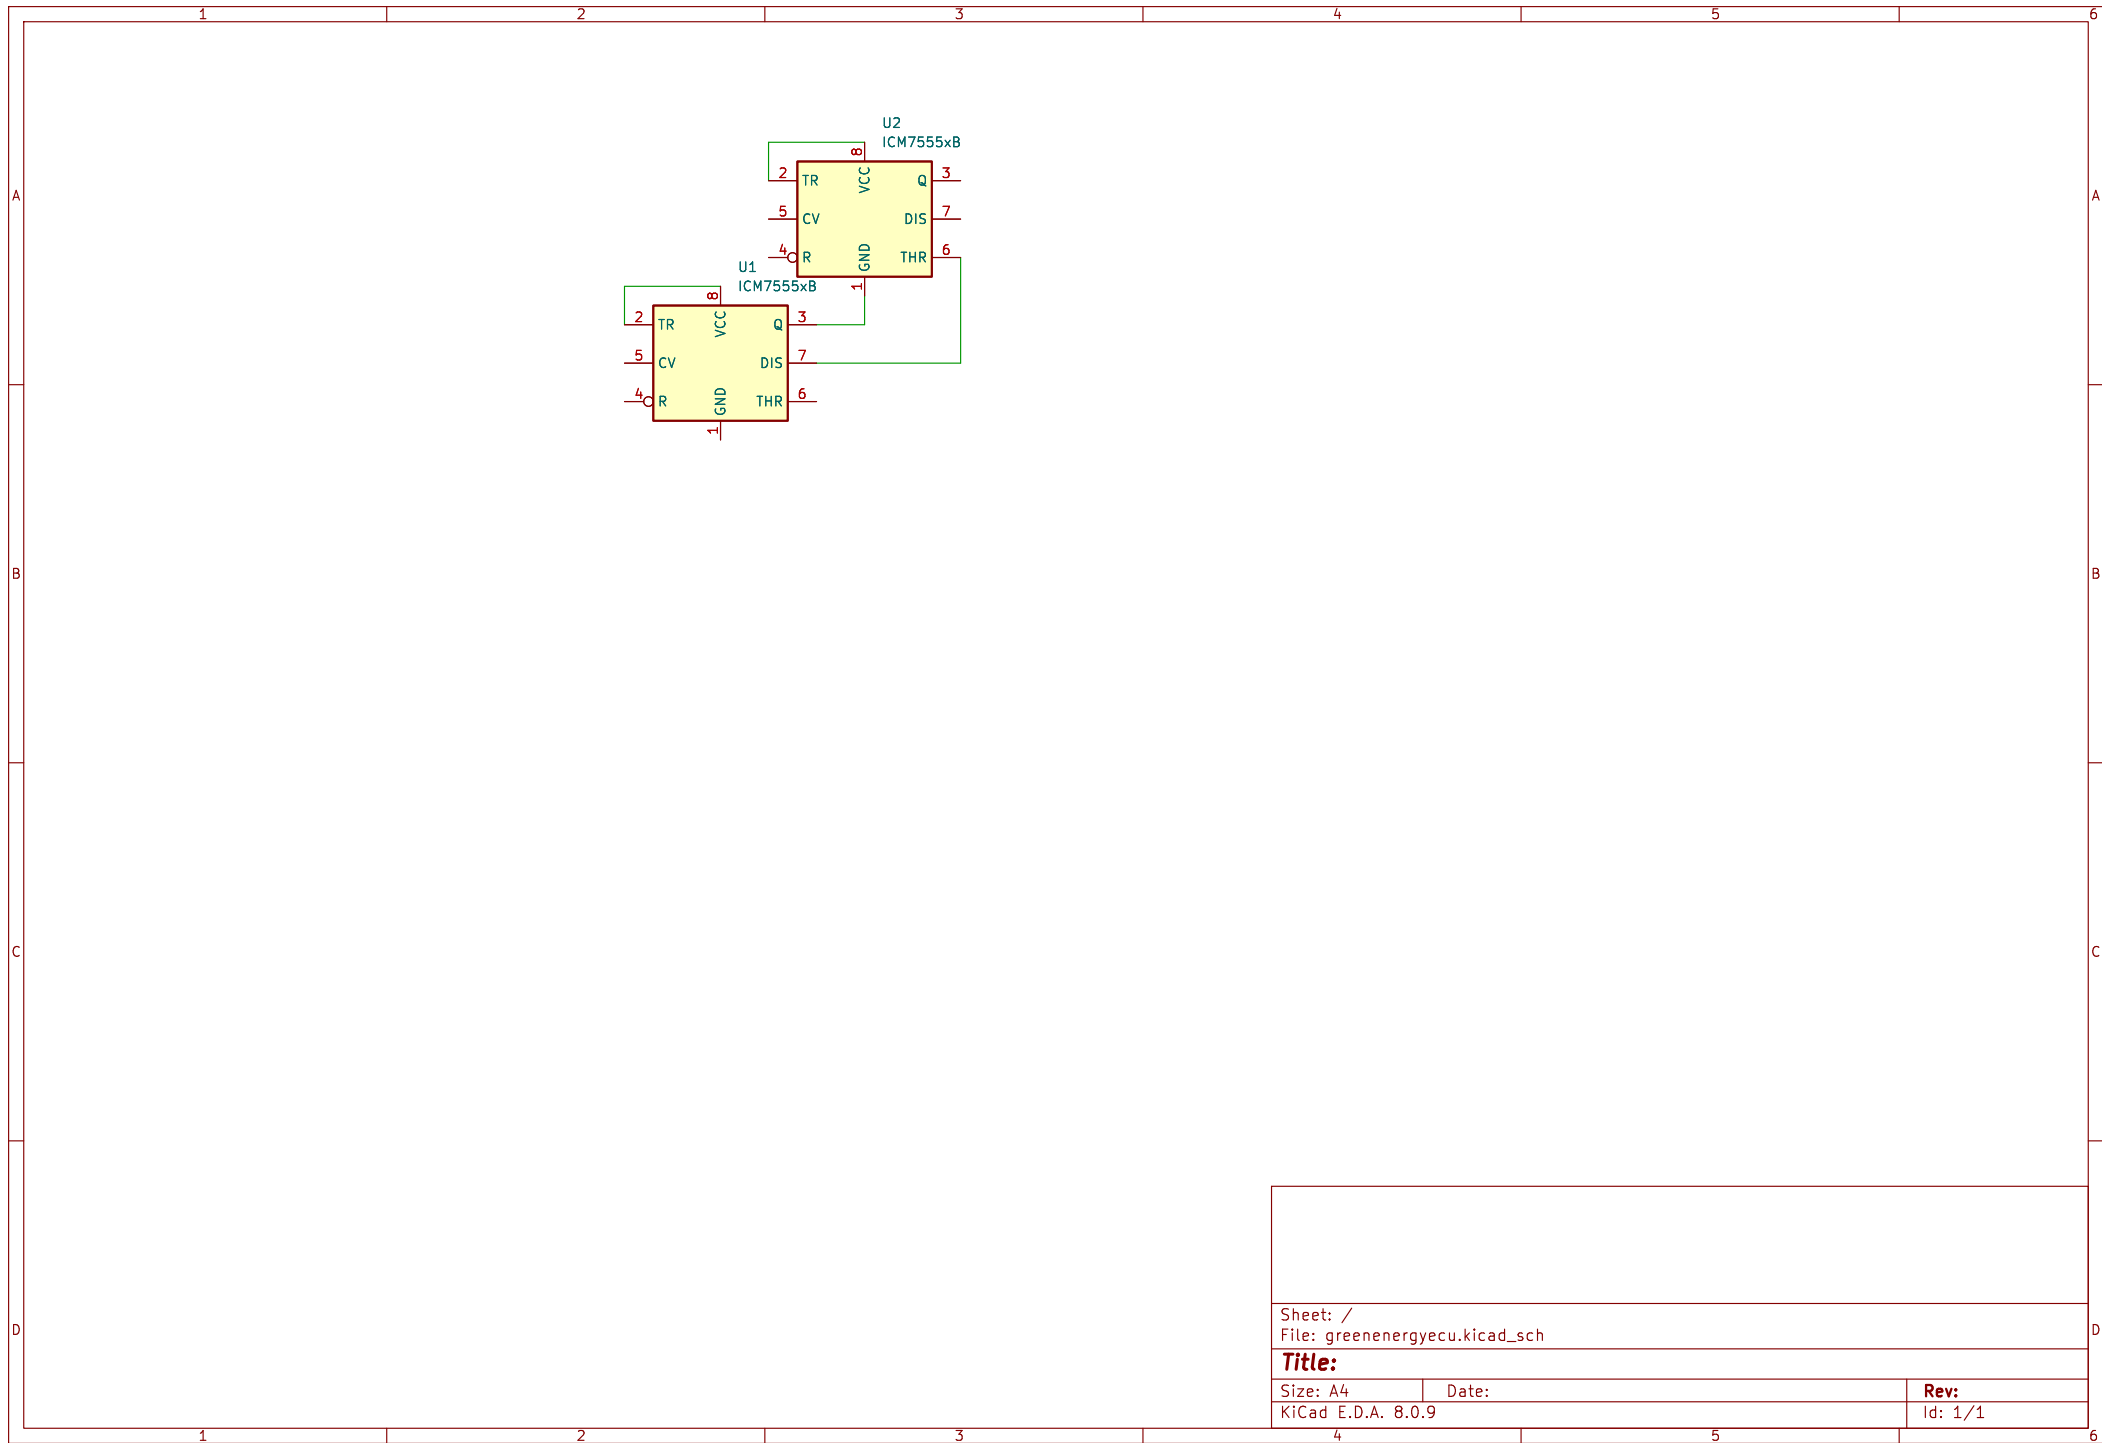 1 2 3 4 5 6
U2
ICM7555xB
8
2 TR VCC Q 3
A A
5 CV DIS 7
4 R GND THR 6
U1
1
ICM7555xB
8
2 TR VCC Q 3
5 CV DIS 7
4 R GND THR 6
1
B B
C C
Sheet: /
D D
File: greenenergyecu.kicad_sch
Title:
Size: A4 Date: Rev:
KiCad E.D.A. 8.0.9 Id: 1/1
1 2 3 4 5 6